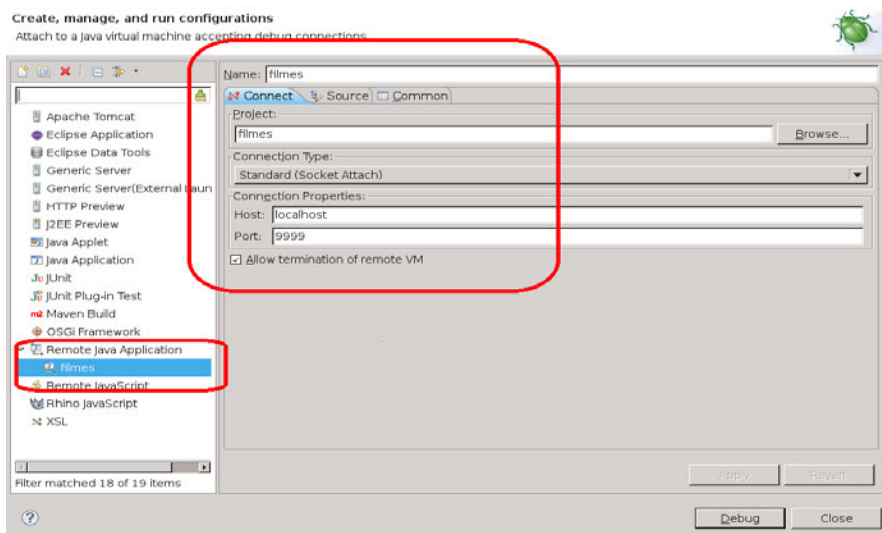 Create, manage, and run configurations
Attach to a Java virtual machine accepting debug connections
Name: filmes
Connect Source Common
Project:
filmes Browse...
Connection Type:
Standard (Socket Attach)
Connection Properties:
Host: localhost
Port: 9999
Allow termination of remote VM
Apache Tomcat
Eclipse Application
Eclipse Data Tools
Generic Server
Generic Server(External Laun
HTTP Preview
J2EE Preview
Java Applet
Java Application
Ju JUnit
JUnit Plug-in Test
m2 Maven Build
OSGi Framework
Remote Java Application
filmes
Remote JavaScript
Rhino JavaScript
XSL
Filter matched 18 of 19 items
Apply Revert
? Debug Close